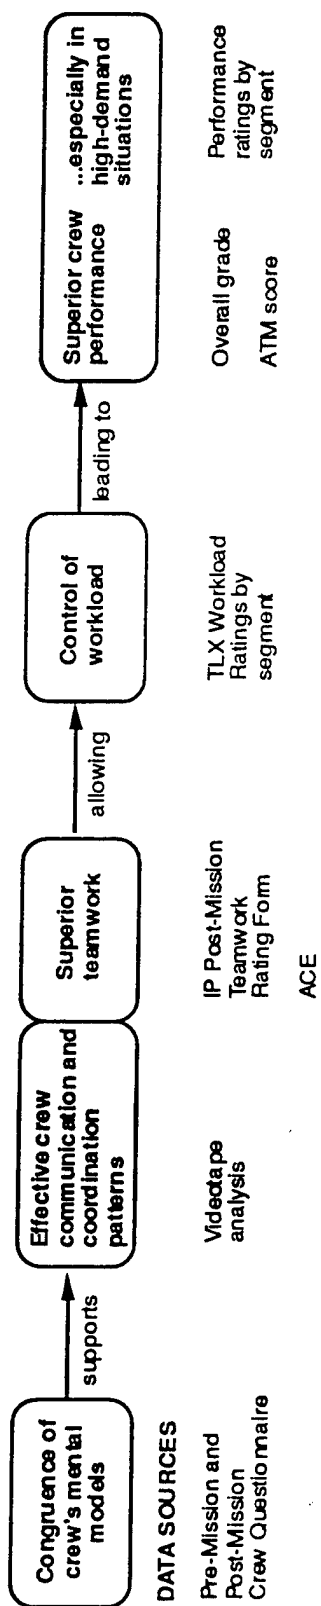 Congruence of
crew's mental
models
supports
Effective crew
communication and
coordination
patterns
Superior
teamwork
allowing
Control of
workload
leading to
Superior crew
performance
...especially in
high-demand
situations
DATA SOURCES
Pre-Mission and
Post-Mission
Crew Questionnaire
Videotape
analysis
IP Post-Mission
Teamwork
Rating Form
ACE
TLX Workload
Ratings by
segment
Overall grade
ATM score
Performance
ratings by
segment